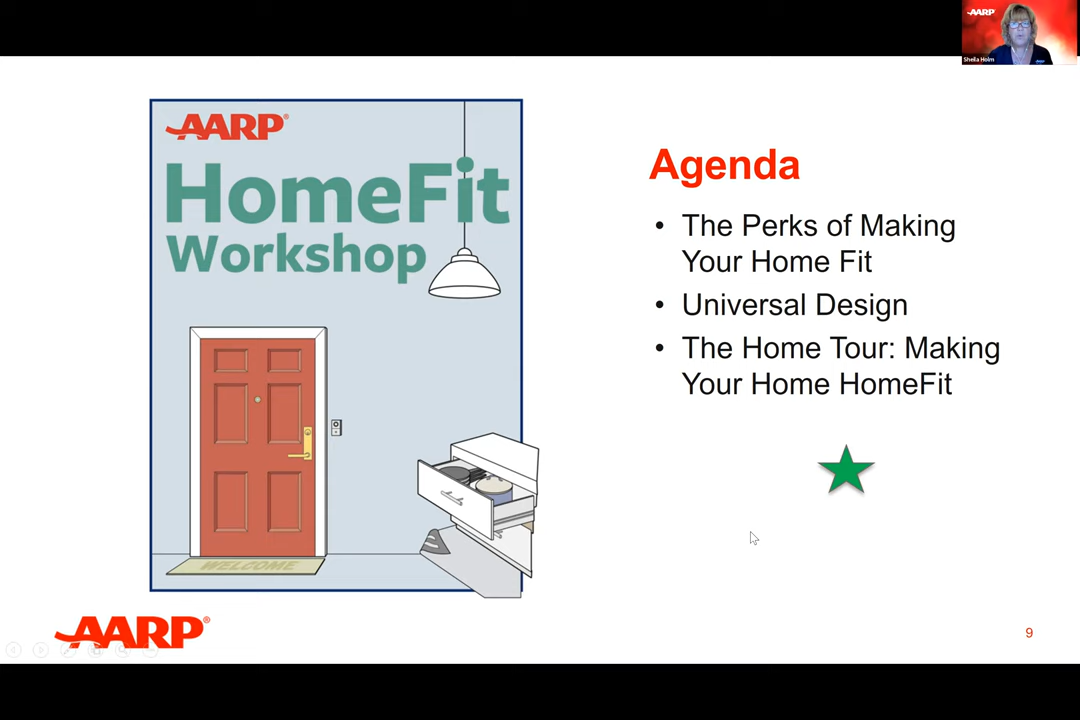 AARP
Sheila Holm
AARP®
HomeFit
Workshop
WELCOME
Agenda
• The Perks of Making
Your Home Fit
• Universal Design
• The Home Tour: Making
Your Home HomeFit
AARP®
9